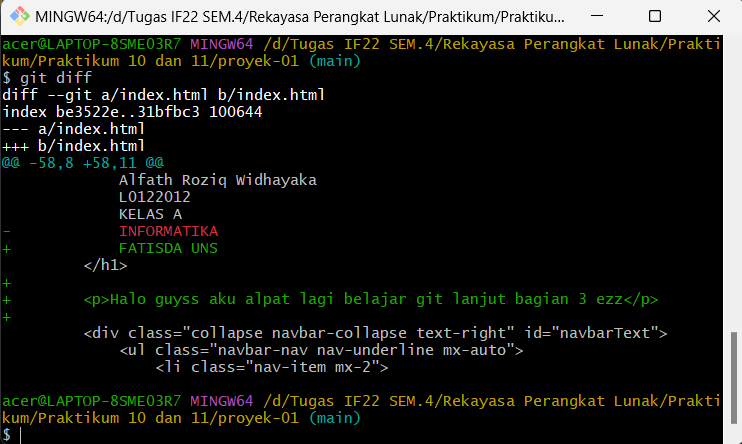 MINGW64:/d/Tugas IF22 SEM.4/Rekayasa Perangkat Lunak/Praktikum/Praktiku...
acer@LAPTOP-8SME03R7 MINGW64 /d/Tugas IF22 SEM.4/Rekayasa Perangkat Lunak/Prakti
kum/Praktikum 10 dan 11/proyek-01 (main)
$ git diff
diff --git a/index.html b/index.html
index be3522e..31bfbc3 100644
--- a/index.html
+++ b/index.html
@@ -58,8 +58,11 @@
             Alfath Roziq Widhayaka
             L0122012
             KELAS A
-            INFORMATIKA
+            FATISDA UNS
         </h1>
+
+        <p>Halo guyss aku alpat lagi belajar git lanjut bagian 3 ezz</p>
+
         <div class="collapse navbar-collapse text-right" id="navbarText">
             <ul class="navbar-nav nav-underline mx-auto">
                 <li class="nav-item mx-2">
acer@LAPTOP-8SME03R7 MINGW64 /d/Tugas IF22 SEM.4/Rekayasa Perangkat Lunak/Prakti
kum/Praktikum 10 dan 11/proyek-01 (main)
$